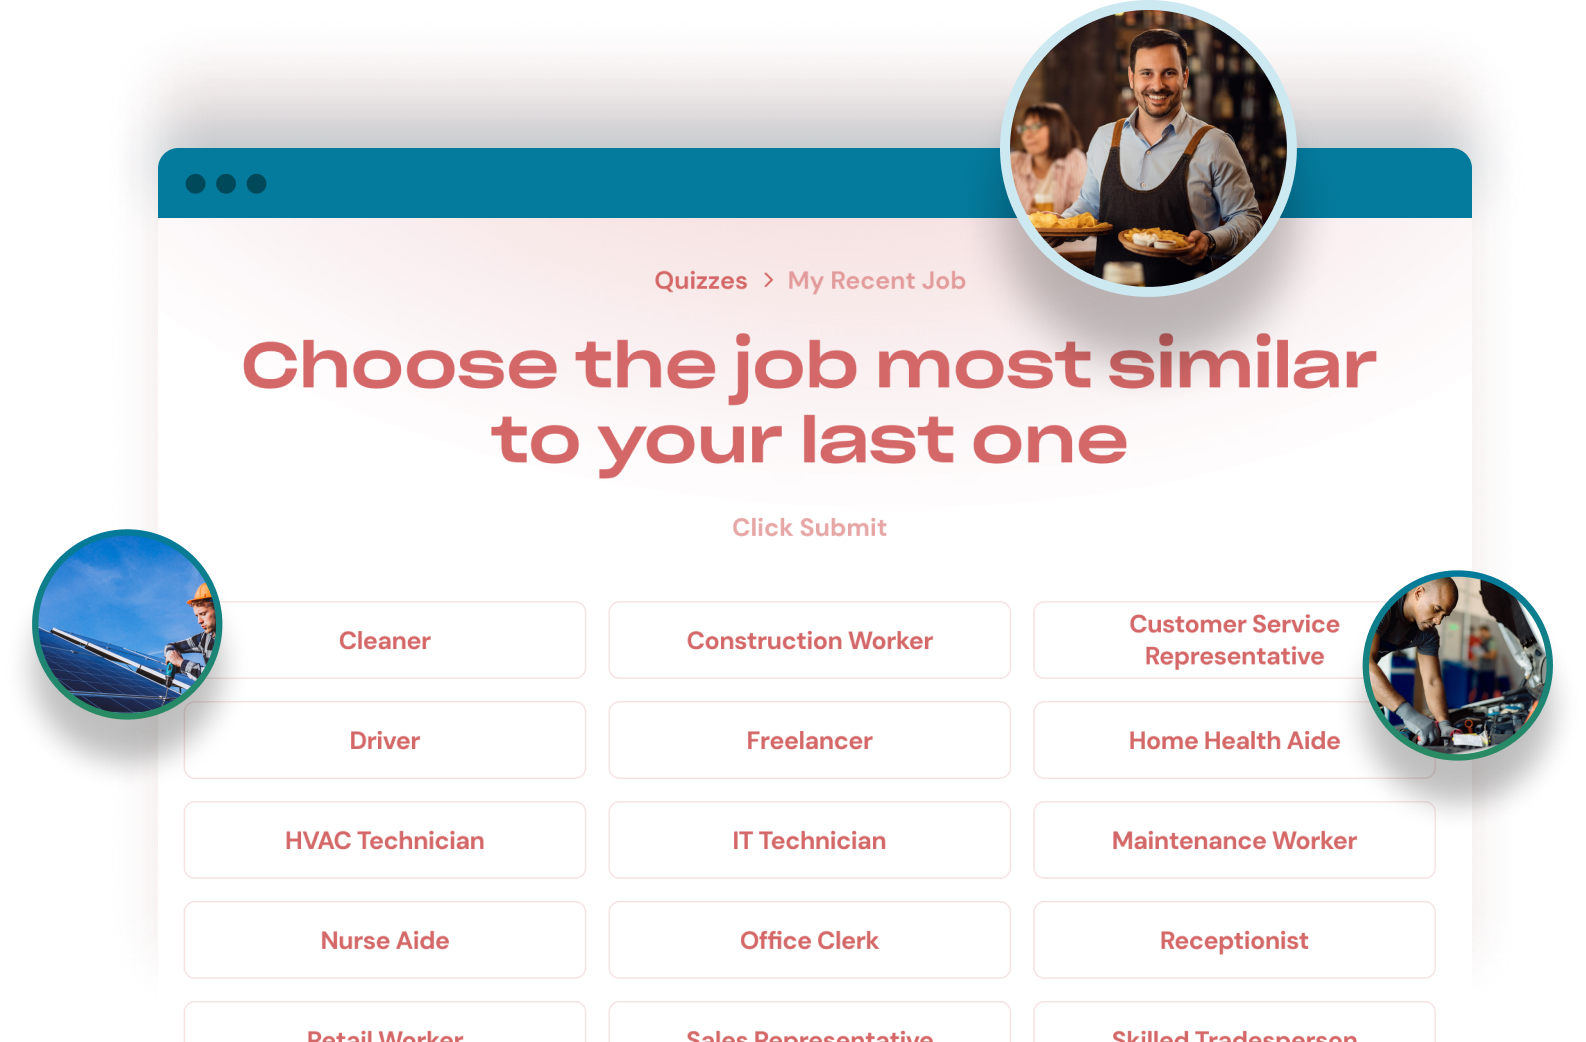 Quizzes > My Recent Job
Choose the job most similar
to your last one
Click Submit
Cleaner
Construction Worker
Customer Service
Representative
Driver
Freelancer
Home Health Aide
HVAC Technician
IT Technician
Maintenance Worker
Nurse Aide
Office Clerk
Receptionist
Retail Worker
Sales Representative
Skilled Tradesperson